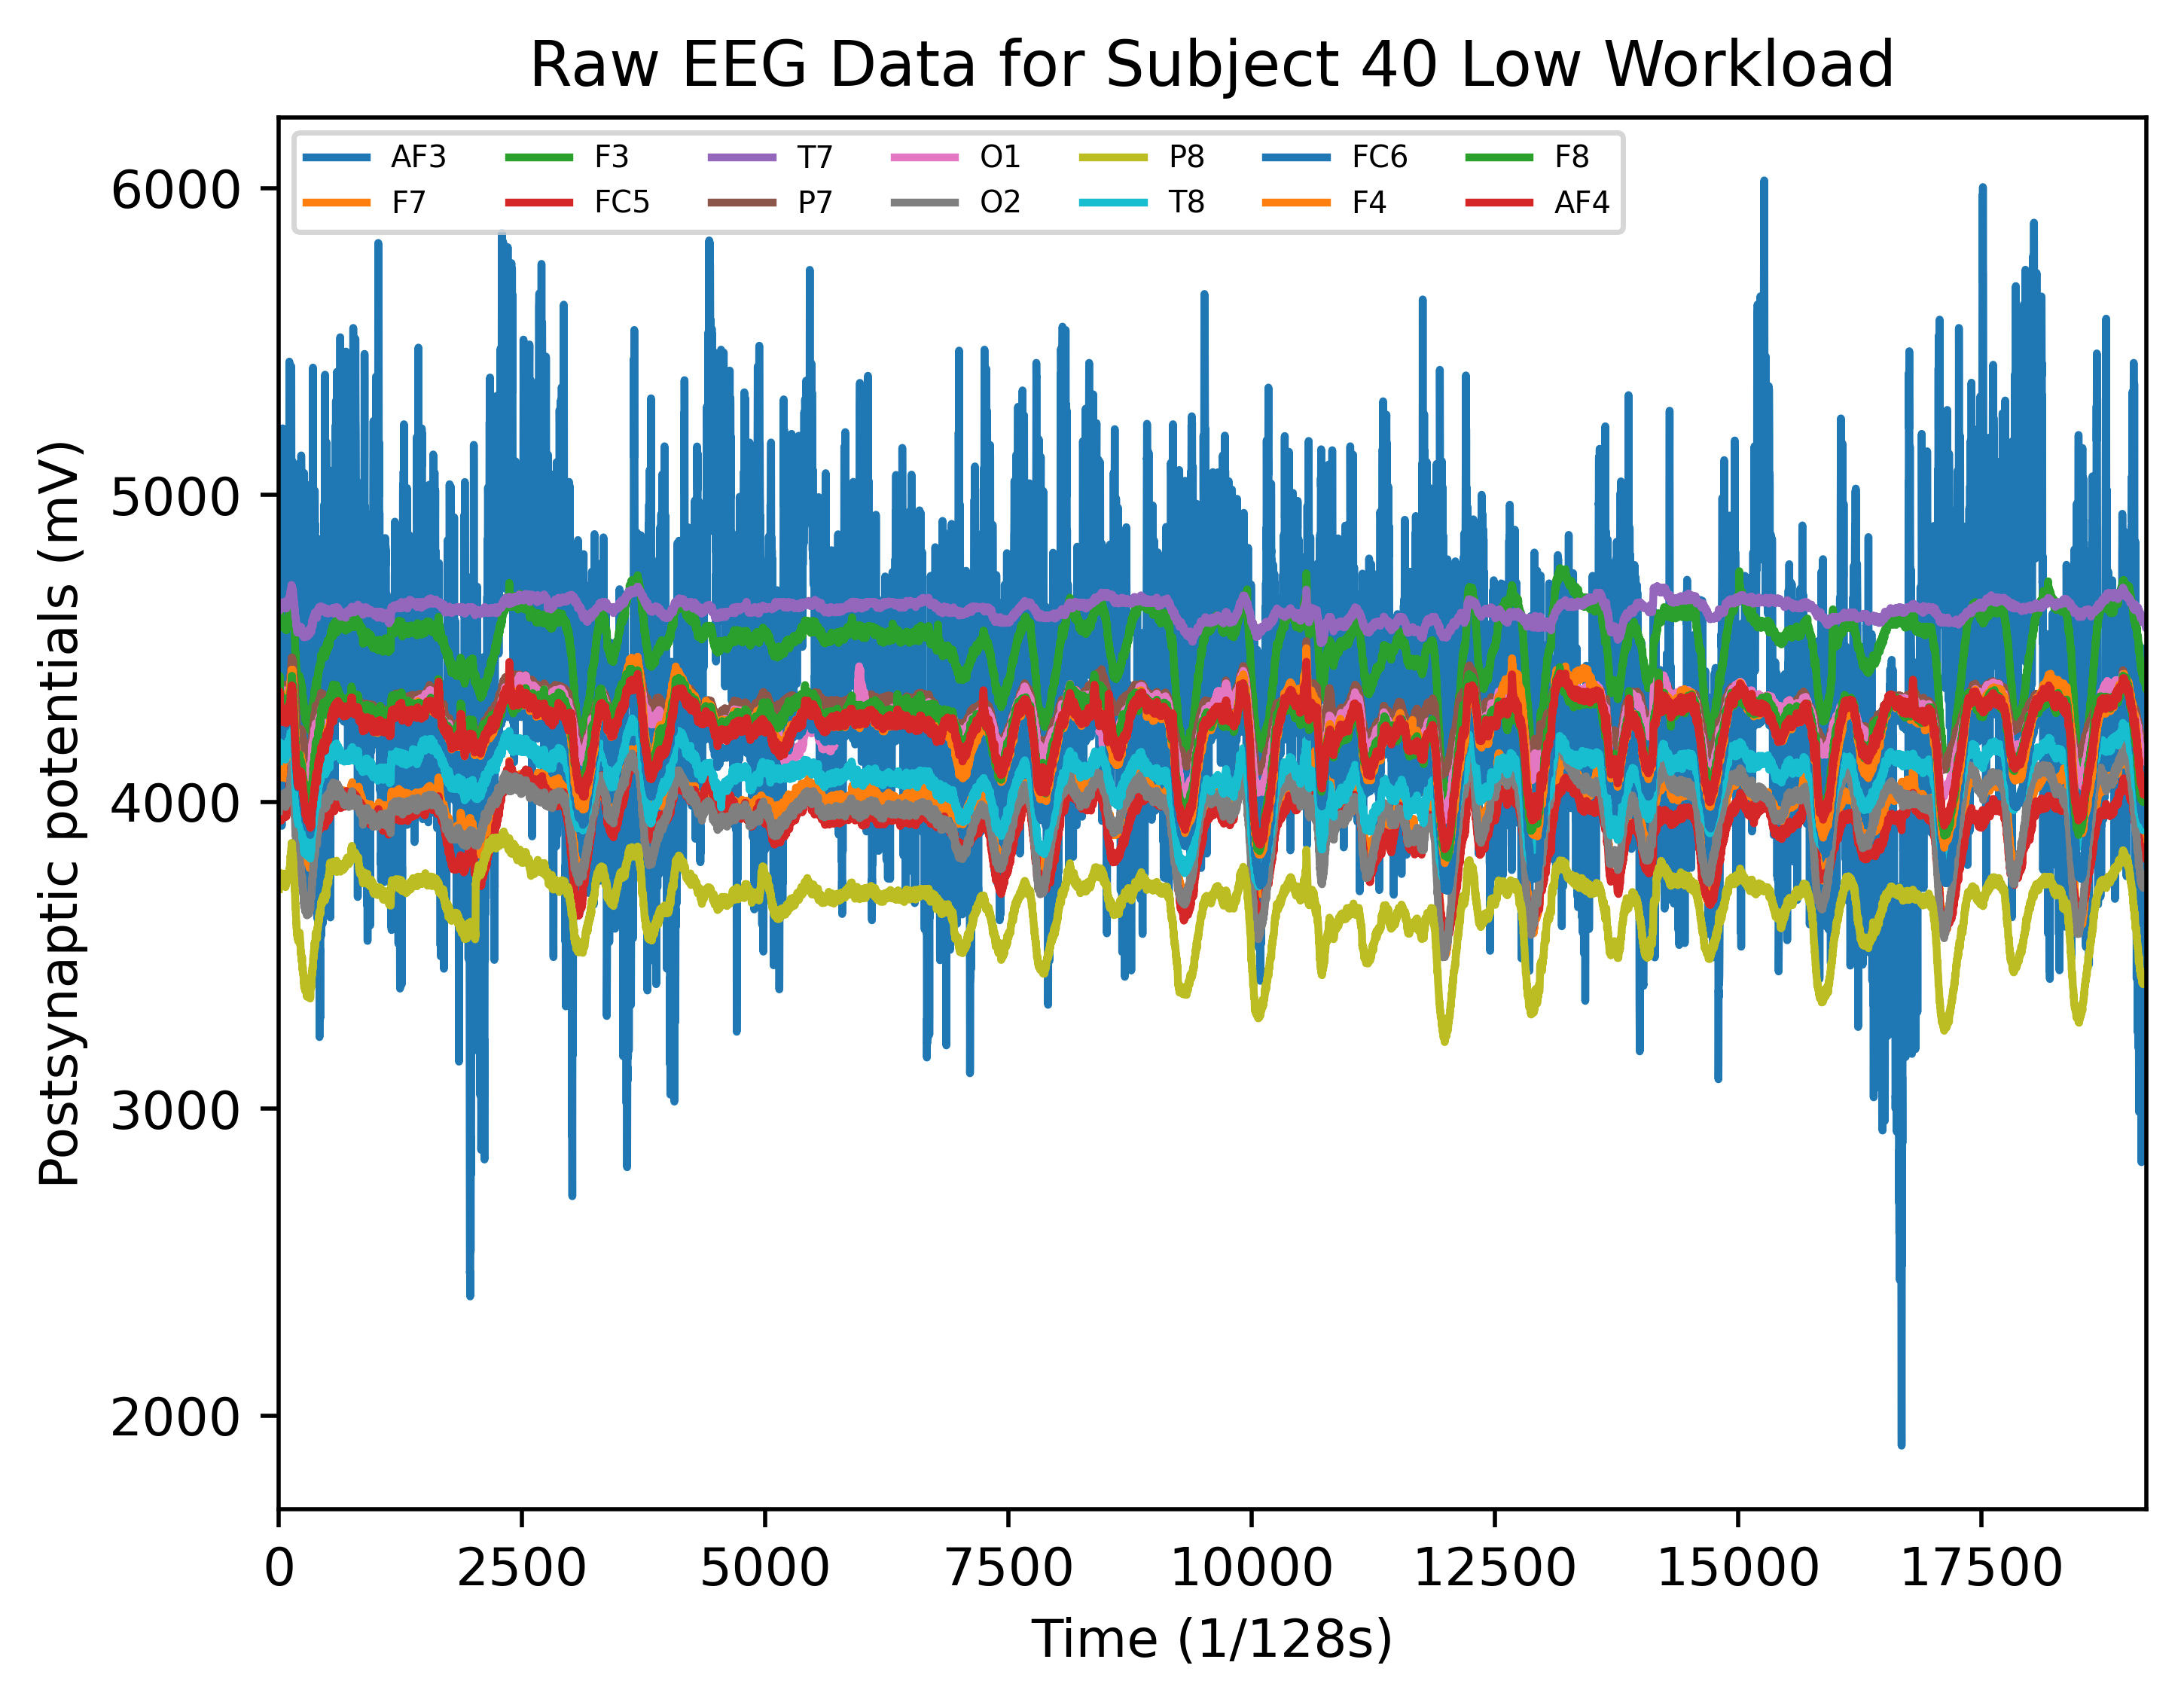 Raw EEG Data for Subject 40 Low Workload
AF3 F3 T7 O1 P8 FC6 F8
F7 FC5 P7 O2 T8 F4 AF4
6000
5000
4000
3000
2000
Postsynaptic potentials (mV)
0 2500 5000 7500 10000 12500 15000 17500
Time (1/128s)